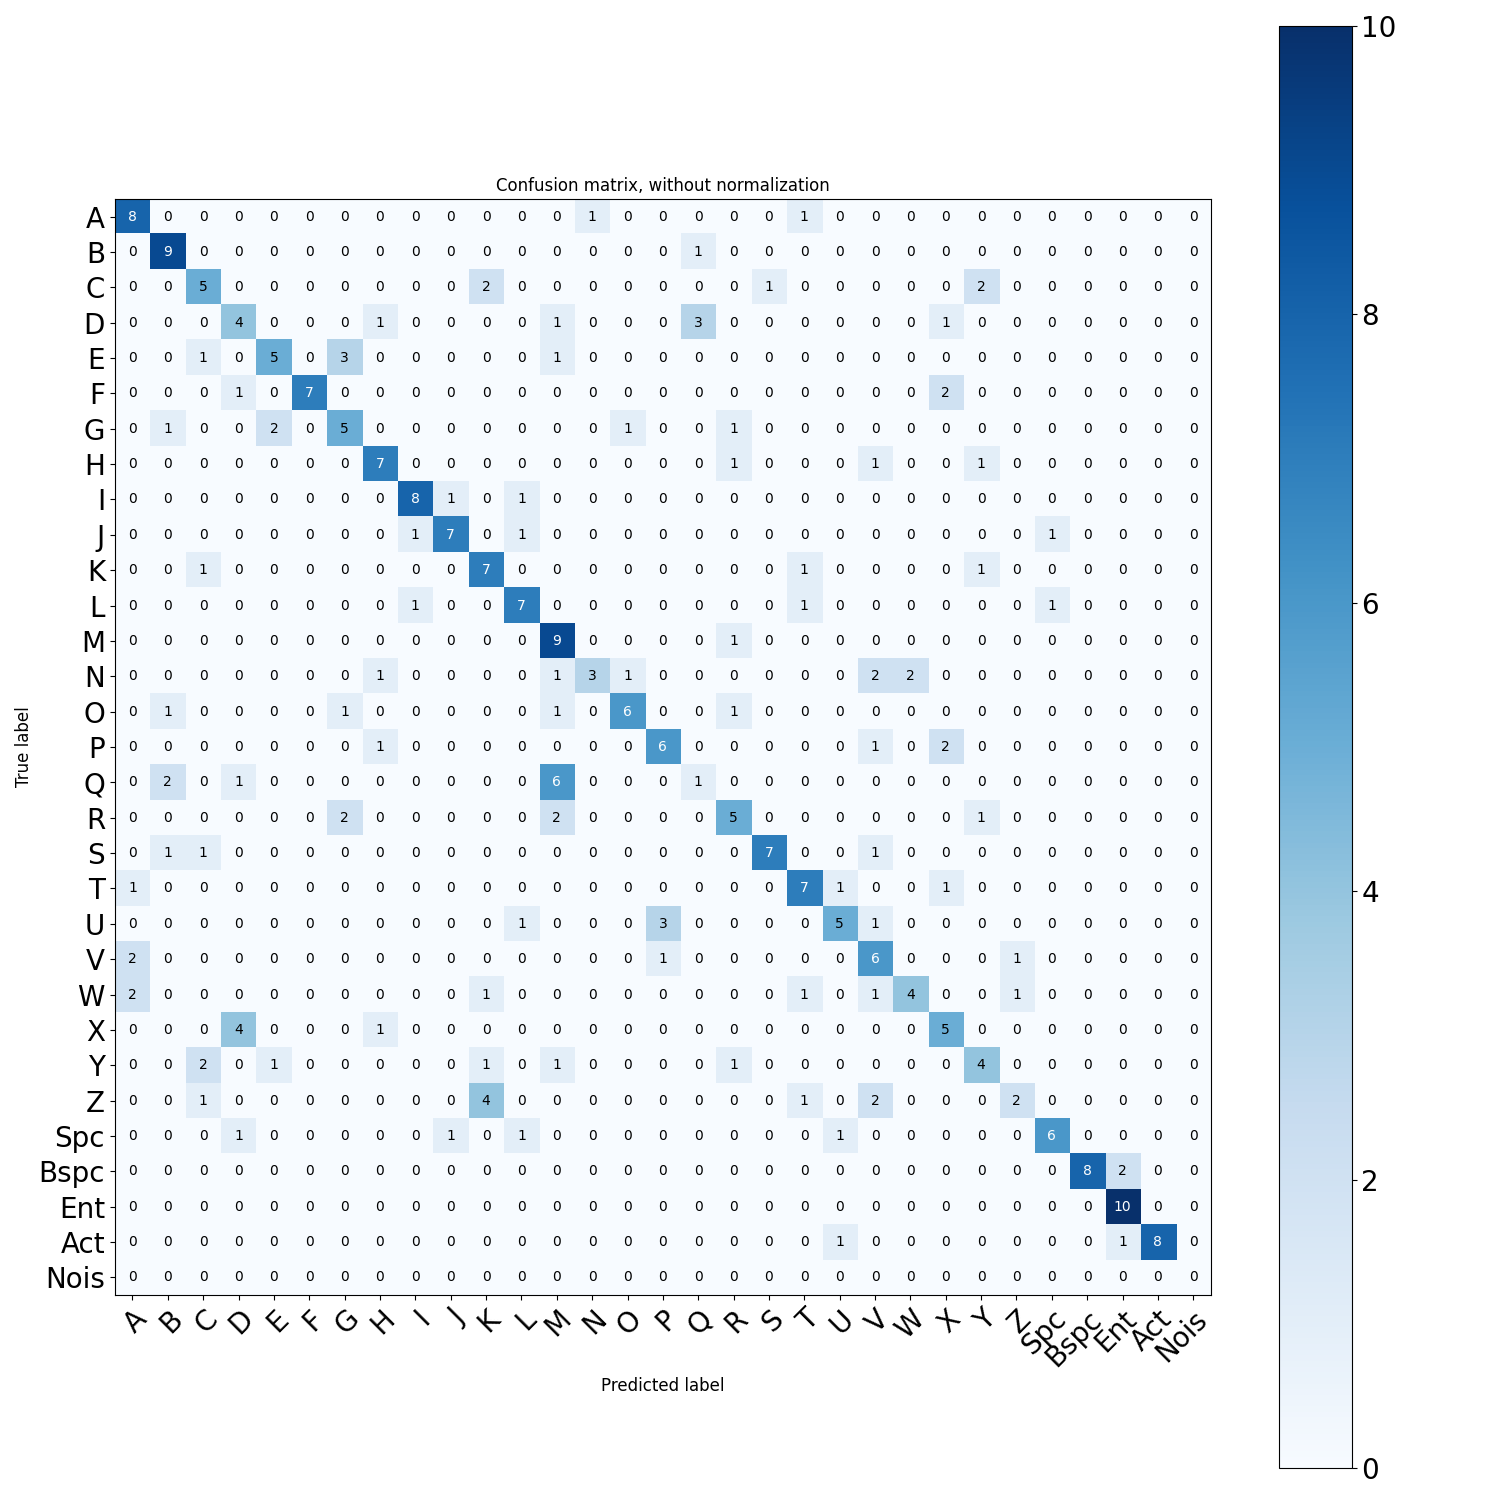 Confusion matrix, without normalization
A 8 0 0 0 0 0 0 0 0 0 0 0 0 1 0 0 0 0 0 1 0 0 0 0 0 0 0 0 0 0 0
B 0 9 0 0 0 0 0 0 0 0 0 0 0 0 0 0 1 0 0 0 0 0 0 0 0 0 0 0 0 0 0
C 0 0 5 0 0 0 0 0 0 0 2 0 0 0 0 0 0 0 1 0 0 0 0 0 2 0 0 0 0 0 0
D 0 0 0 4 0 0 0 1 0 0 0 0 1 0 0 0 3 0 0 0 0 0 0 1 0 0 0 0 0 0 0
E 0 0 1 0 5 0 3 0 0 0 0 0 1 0 0 0 0 0 0 0 0 0 0 0 0 0 0 0 0 0 0
F 0 0 0 1 0 7 0 0 0 0 0 0 0 0 0 0 0 0 0 0 0 0 0 2 0 0 0 0 0 0 0
G 0 1 0 0 2 0 5 0 0 0 0 0 0 0 1 0 0 1 0 0 0 0 0 0 0 0 0 0 0 0 0
H 0 0 0 0 0 0 0 7 0 0 0 0 0 0 0 0 0 1 0 0 0 1 0 0 1 0 0 0 0 0 0
I 0 0 0 0 0 0 0 0 8 1 0 1 0 0 0 0 0 0 0 0 0 0 0 0 0 0 0 0 0 0 0
J 0 0 0 0 0 0 0 0 1 7 0 1 0 0 0 0 0 0 0 0 0 0 0 0 0 0 1 0 0 0 0
K 0 0 1 0 0 0 0 0 0 0 7 0 0 0 0 0 0 0 0 1 0 0 0 0 1 0 0 0 0 0 0
L 0 0 0 0 0 0 0 0 1 0 0 7 0 0 0 0 0 0 0 1 0 0 0 0 0 0 1 0 0 0 0
M 0 0 0 0 0 0 0 0 0 0 0 0 9 0 0 0 0 1 0 0 0 0 0 0 0 0 0 0 0 0 0
N 0 0 0 0 0 0 0 1 0 0 0 0 1 3 1 0 0 0 0 0 0 2 2 0 0 0 0 0 0 0 0
O 0 1 0 0 0 0 1 0 0 0 0 0 1 0 6 0 0 1 0 0 0 0 0 0 0 0 0 0 0 0 0
P 0 0 0 0 0 0 0 1 0 0 0 0 0 0 0 6 0 0 0 0 0 1 0 2 0 0 0 0 0 0 0
Q 0 2 0 1 0 0 0 0 0 0 0 0 6 0 0 0 1 0 0 0 0 0 0 0 0 0 0 0 0 0 0
R 0 0 0 0 0 0 2 0 0 0 0 0 2 0 0 0 0 5 0 0 0 0 0 0 1 0 0 0 0 0 0
S 0 1 1 0 0 0 0 0 0 0 0 0 0 0 0 0 0 0 7 0 0 1 0 0 0 0 0 0 0 0 0
T 1 0 0 0 0 0 0 0 0 0 0 0 0 0 0 0 0 0 0 7 1 0 0 1 0 0 0 0 0 0 0
U 0 0 0 0 0 0 0 0 0 0 0 1 0 0 0 3 0 0 0 0 5 1 0 0 0 0 0 0 0 0 0
V 2 0 0 0 0 0 0 0 0 0 0 0 0 0 0 1 0 0 0 0 0 6 0 0 0 1 0 0 0 0 0
W 2 0 0 0 0 0 0 0 0 0 1 0 0 0 0 0 0 0 0 1 0 1 4 0 0 1 0 0 0 0 0
X 0 0 0 4 0 0 0 1 0 0 0 0 0 0 0 0 0 0 0 0 0 0 0 5 0 0 0 0 0 0 0
Y 0 0 2 0 1 0 0 0 0 0 1 0 1 0 0 0 0 1 0 0 0 0 0 0 4 0 0 0 0 0 0
Z 0 0 1 0 0 0 0 0 0 0 4 0 0 0 0 0 0 0 0 1 0 2 0 0 0 2 0 0 0 0 0
Spc 0 0 0 1 0 0 0 0 0 1 0 1 0 0 0 0 0 0 0 0 1 0 0 0 0 0 6 0 0 0 0
Bspc 0 0 0 0 0 0 0 0 0 0 0 0 0 0 0 0 0 0 0 0 0 0 0 0 0 0 0 8 2 0 0
Ent 0 0 0 0 0 0 0 0 0 0 0 0 0 0 0 0 0 0 0 0 0 0 0 0 0 0 0 0 10 0 0
Act 0 0 0 0 0 0 0 0 0 0 0 0 0 0 0 0 0 0 0 0 1 0 0 0 0 0 0 0 1 8 0
Nois 0 0 0 0 0 0 0 0 0 0 0 0 0 0 0 0 0 0 0 0 0 0 0 0 0 0 0 0 0 0 0
A B C D E F G H I J K L M N O P Q R S T U V W X Y Z Spc Bspc Ent Act Nois
Predicted label
True label
10
8
6
4
2
0